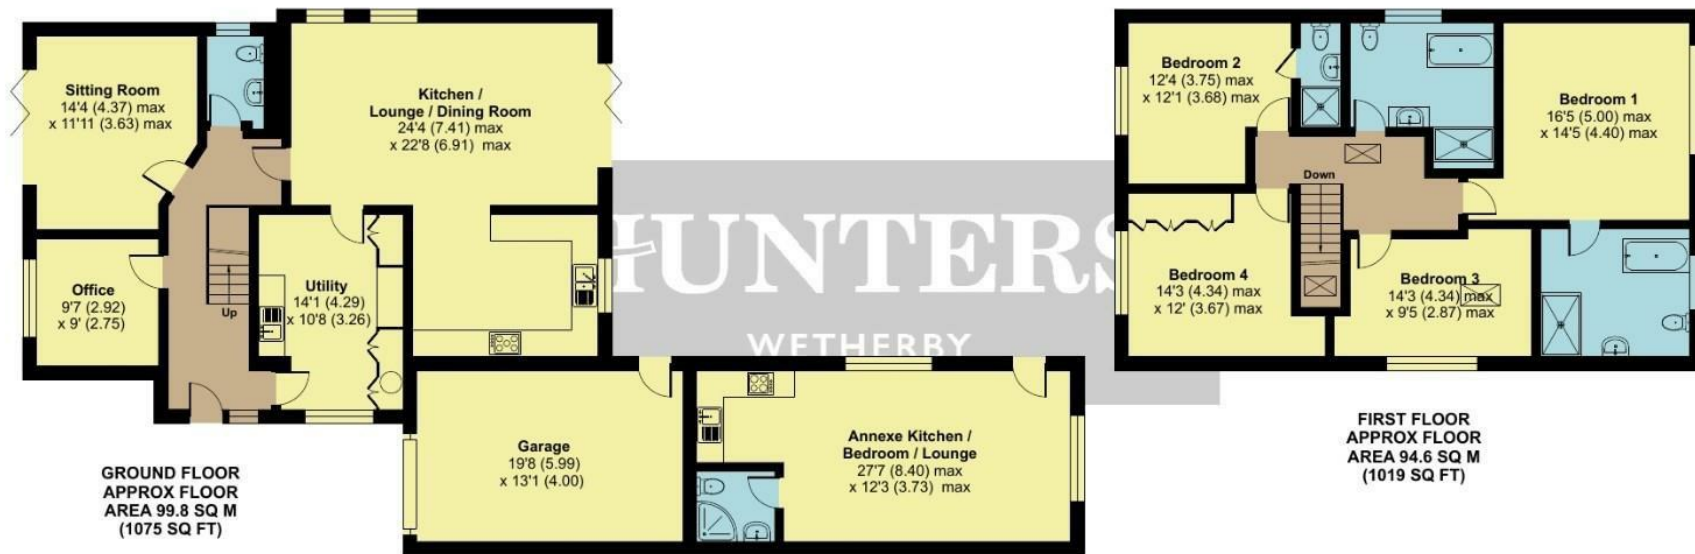 Sitting Room
14'4 (4.37) max
x 11'11 (3.63) max
Kitchen /
Lounge / Dining Room
24'4 (7.41) max
x 22'8 (6.91) max
Office
9'7 (2.92)
x 9' (2.75)
Up
Utility
14'1 (4.29)
x 10'8 (3.26)
Garage
19'8 (5.99)
x 13'1 (4.00)
Annexe Kitchen /
Bedroom / Lounge
27'7 (8.40) max
x 12'3 (3.73) max
GROUND FLOOR
APPROX FLOOR
AREA 99.8 SQ M
(1075 SQ FT)
HUNTERS
WETHERBY
Bedroom 2
12'4 (3.75) max
x 12'1 (3.68) max
Bedroom 1
16'5 (5.00) max
x 14'5 (4.40) max
Down
Bedroom 4
14'3 (4.34) max
x 12' (3.67) max
Bedroom 3
14'3 (4.34) max
x 9'5 (2.87) max
FIRST FLOOR
APPROX FLOOR
AREA 94.6 SQ M
(1019 SQ FT)